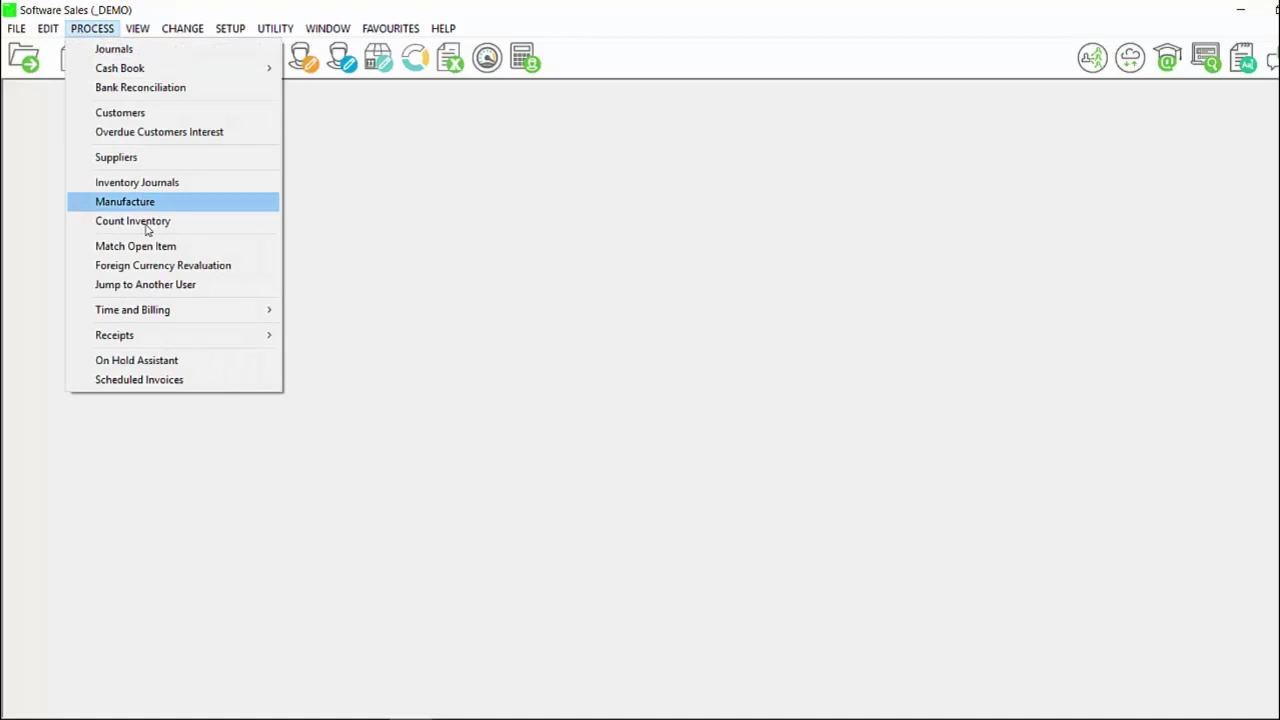 Software Sales (_DEMO)
FILE EDIT PROCESS VIEW CHANGE SETUP UTILITY WINDOW FAVOURITES HELP
Journals
Cash Book
Bank Reconciliation
Customers
Overdue Customers Interest
Suppliers
Inventory Journals
Manufacture
Count Inventory
Match Open Item
Foreign Currency Revaluation
Jump to Another User
Time and Billing
Receipts
On Hold Assistant
Scheduled Invoices